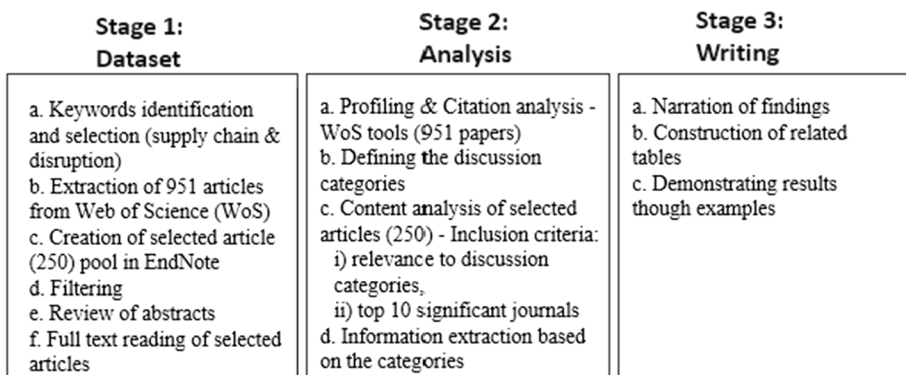 Stage 1:
Dataset
a. Keywords identification
and selection (supply chain &
disruption)
b. Extraction of 951 articles
from Web of Science (WoS)
c. Creation of selected article
(250) pool in EndNote
d. Filtering
e. Review of abstracts
f. Full text reading of selected
articles
Stage 2:
Analysis
a. Profiling & Citation analysis -
WoS tools (951 papers)
b. Defining the discussion
categories
c. Content analysis of selected
articles (250) - Inclusion criteria:
i) relevance to discussion
categories,
ii) top 10 significant journals
d. Information extraction based
on the categories
Stage 3:
Writing
a. Narration of findings
b. Construction of related
tables
c. Demonstrating results
though examples